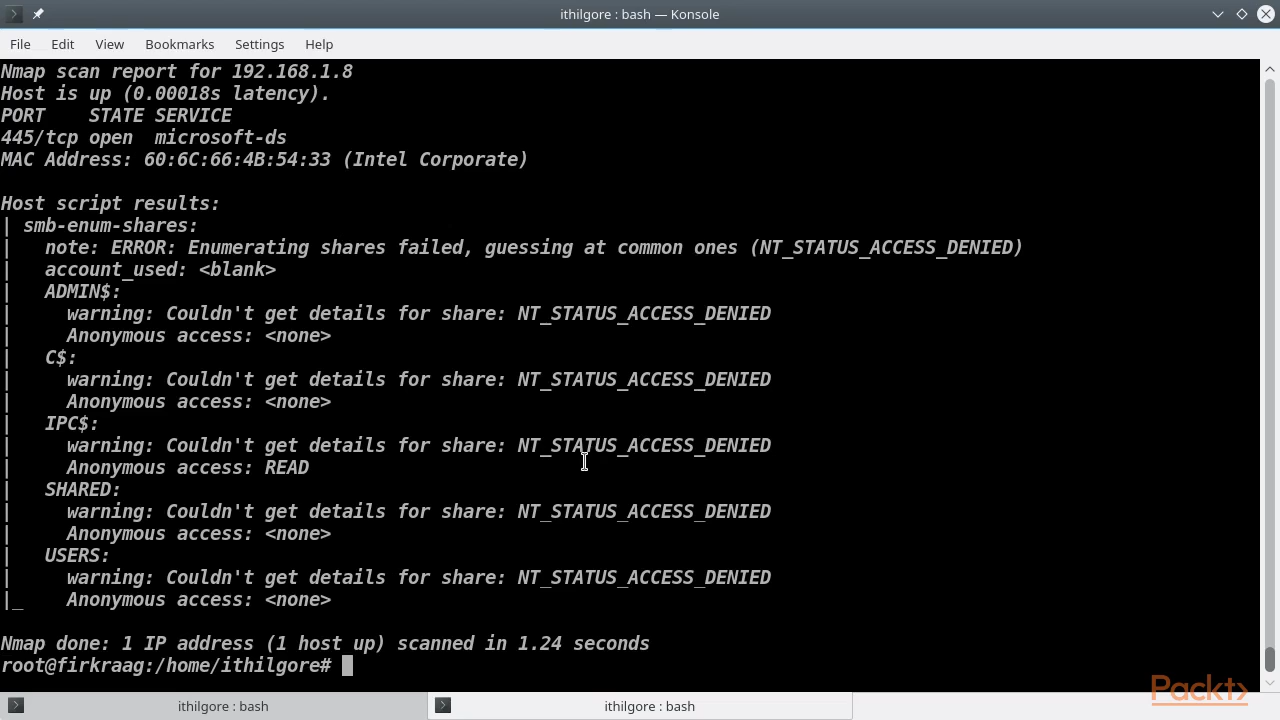 ithilgore : bash — Konsole
File Edit View Bookmarks Settings Help
Nmap scan report for 192.168.1.8
Host is up (0.00018s latency).
PORT    STATE SERVICE
445/tcp open  microsoft-ds
MAC Address: 60:6C:66:4B:54:33 (Intel Corporate)

Host script results:
| smb-enum-shares:
|   note: ERROR: Enumerating shares failed, guessing at common ones (NT_STATUS_ACCESS_DENIED)
|   account_used: <blank>
|   ADMIN$:
|     warning: Couldn't get details for share: NT_STATUS_ACCESS_DENIED
|     Anonymous access: <none>
|   C$:
|     warning: Couldn't get details for share: NT_STATUS_ACCESS_DENIED
|     Anonymous access: <none>
|   IPC$:
|     warning: Couldn't get details for share: NT_STATUS_ACCESS_DENIED
|     Anonymous access: READ
|   SHARED:
|     warning: Couldn't get details for share: NT_STATUS_ACCESS_DENIED
|     Anonymous access: <none>
|   USERS:
|     warning: Couldn't get details for share: NT_STATUS_ACCESS_DENIED
|_    Anonymous access: <none>

Nmap done: 1 IP address (1 host up) scanned in 1.24 seconds
root@firkraag:/home/ithilgore#
Packt>
ithilgore : bash
ithilgore : bash